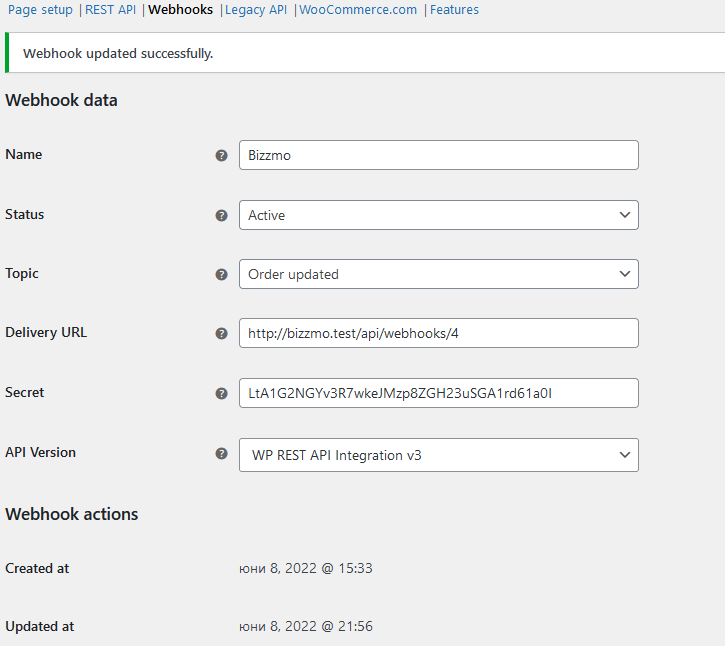 Page setup | REST API | Webhooks | Legacy API | WooCommerce.com | Features
Webhook updated successfully.
Webhook data
Name ? Bizzmo
Status ? Active
Topic ? Order updated
Delivery URL ? http://bizzmo.test/api/webhooks/4
Secret ? LtA1G2NGYv3R7wkeJMzp8ZGH23uSGA1rd61a0I
API Version ? WP REST API Integration v3
Webhook actions
Created at юни 8, 2022 @ 15:33
Updated at юни 8, 2022 @ 21:56